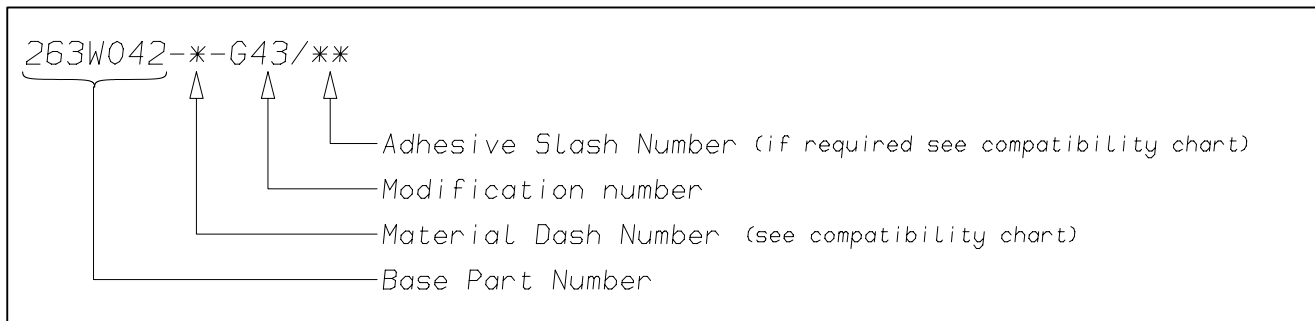 263W042-*-G43/**
Adhesive Slash Number (if required see compatibility chart)
Modification number
Material Dash Number (see compatibility chart)
Base Part Number